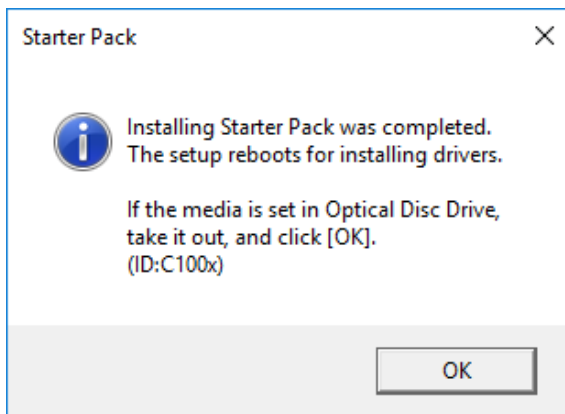 Starter Pack
Installing Starter Pack was completed.
The setup reboots for installing drivers.
If the media is set in Optical Disc Drive,
take it out, and click [OK].
(ID:C100x)
OK